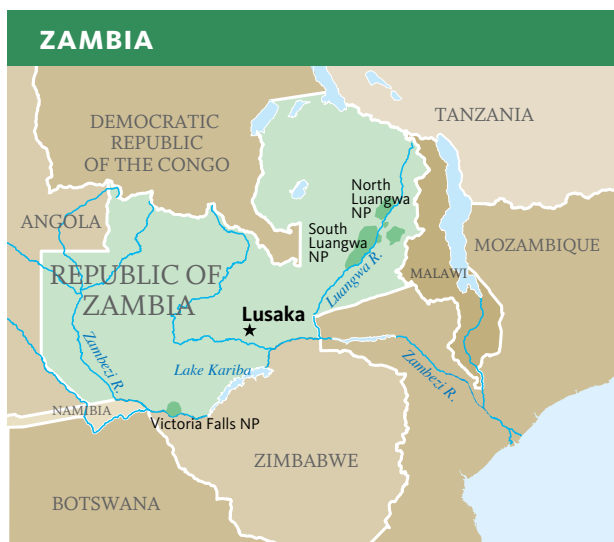 ZAMBIA
TANZANIA
DEMOCRATIC
REPUBLIC
OF THE CONGO
North
Luangwa
NP
ANGOLA
South
Luangwa
NP
MOZAMBIQUE
REPUBLIC OF
ZAMBIA
Luangwa R.
MALAWI
Lusaka
Zambezi R.
Lake Kariba
Zambezi R.
NAMIBIA
Victoria Falls NP
ZIMBABWE
BOTSWANA